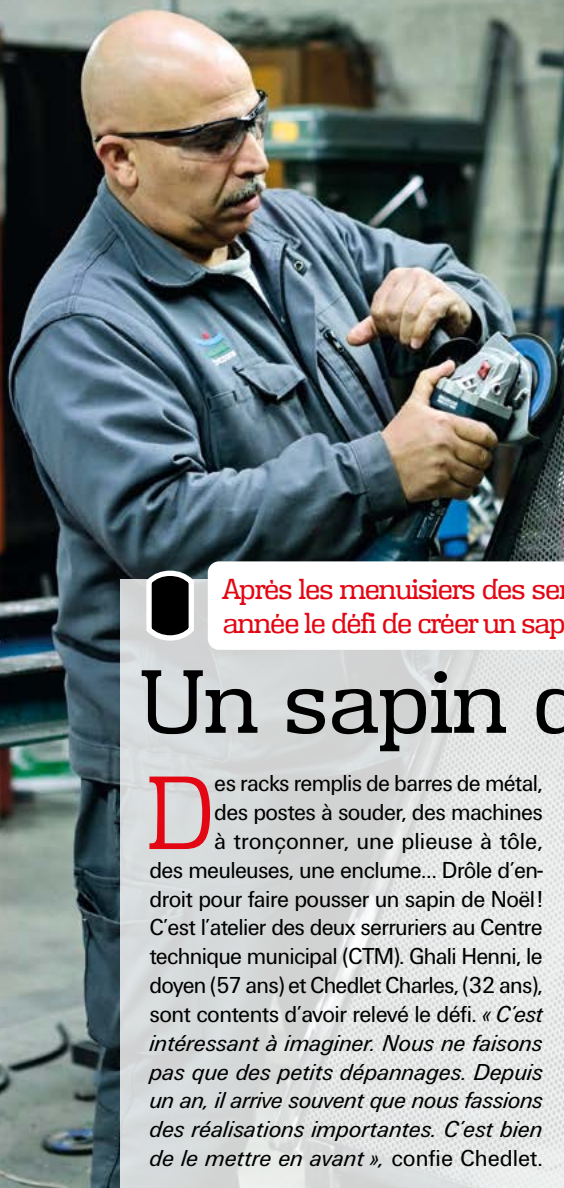 Après les menuisiers des ser
année le défi de créer un sap
Un sapin d
Des racks remplis de barres de métal,
des postes à souder, des machines
à tronçonner, une plieuse à tôle,
des meuleuses, une enclume... Drôle d'en-
droit pour faire pousser un sapin de Noël!
C'est l'atelier des deux serruriers au Centre
technique municipal (CTM). Ghali Henni, le
doyen (57 ans) et Chedlet Charles, (32 ans),
sont contents d'avoir relevé le défi. « C'est
intéressant à imaginer. Nous ne faisons
pas que des petits dépannages. Depuis
un an, il arrive souvent que nous fassions
des réalisations importantes. C'est bien
de le mettre en avant », confie Chedlet.